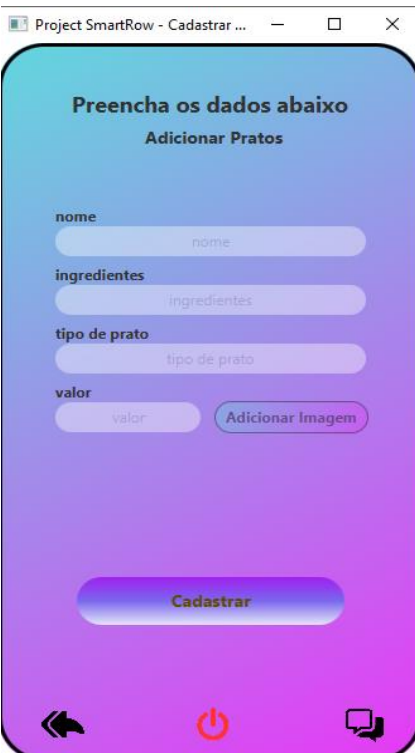 Project SmartRow - Cadastrar ...
Preencha os dados abaixo
Adicionar Pratos
nome
nome
ingredientes
ingredientes
tipo de prato
tipo de prato
valor
valor Adicionar Imagem
Cadastrar